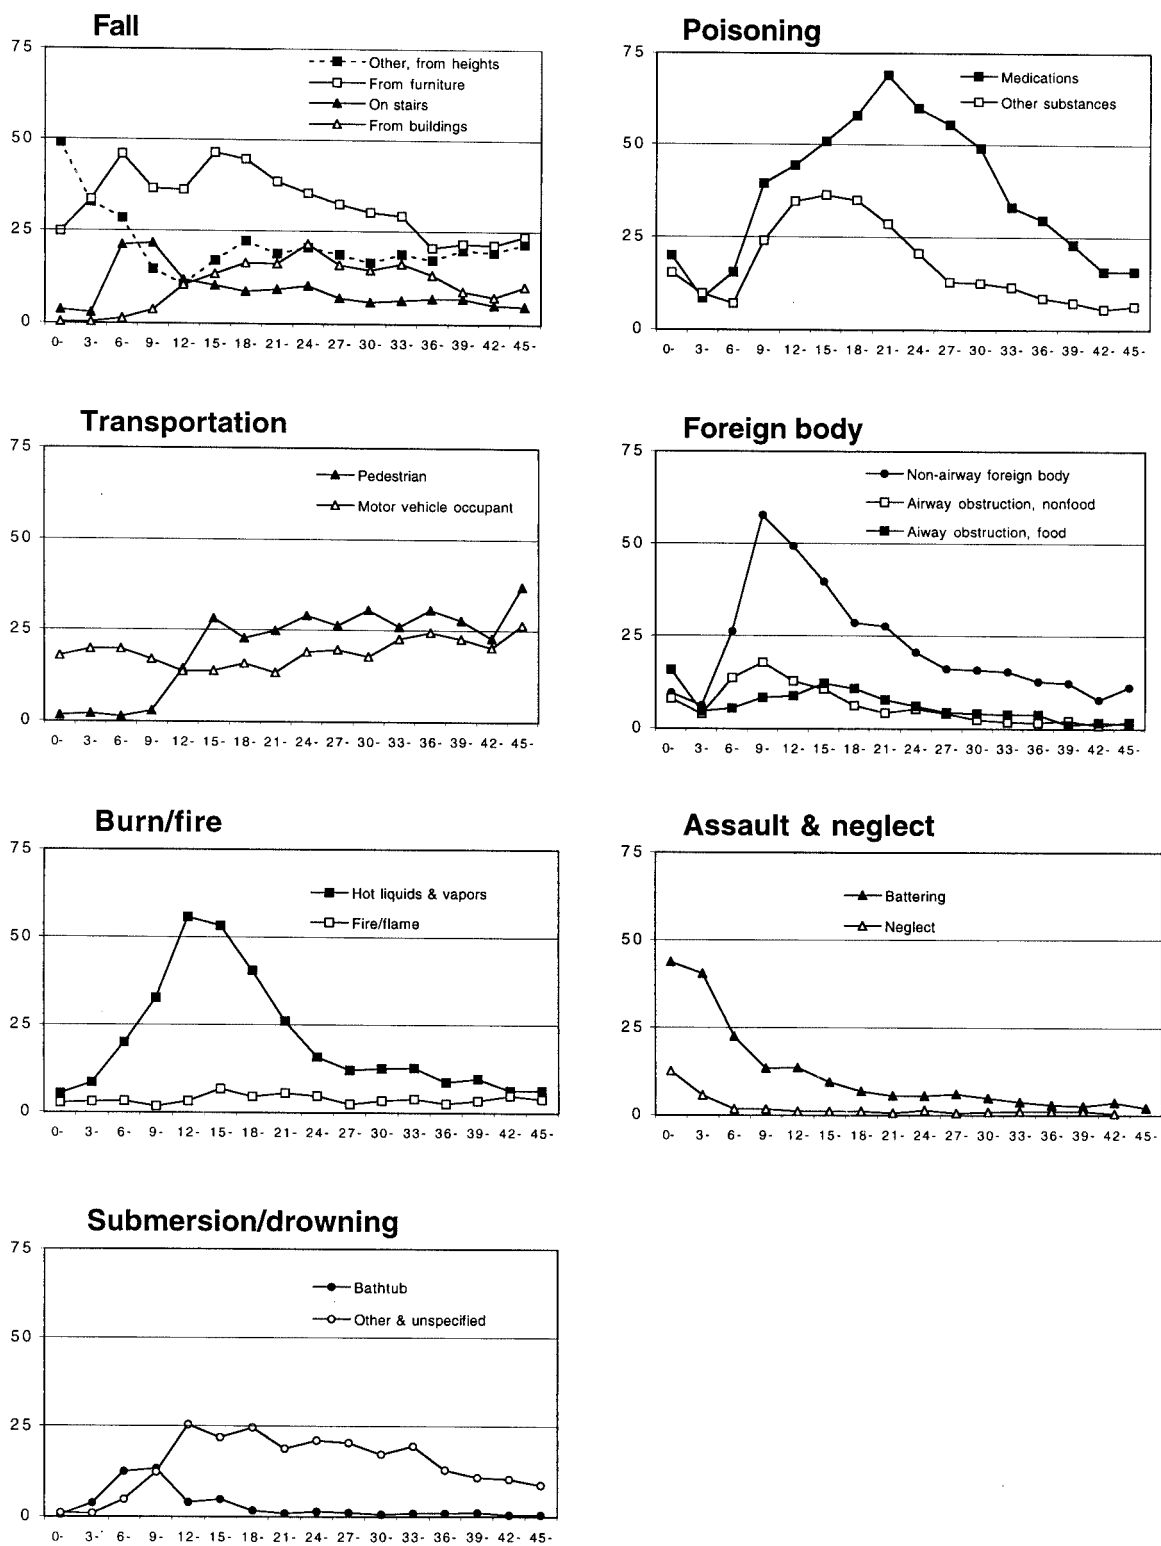 Fall
75
50
25
0
Other, from heights
From furniture
On stairs
From buildings
0- 3- 6- 9- 12- 15- 18- 21- 24- 27- 30- 33- 36- 39- 42- 45-
Poisoning
75
50
25
0
Medications
Other substances
0- 3- 6- 9- 12- 15- 18- 21- 24- 27- 30- 33- 36- 39- 42- 45-
Transportation
75
50
25
0
Pedestrian
Motor vehicle occupant
0- 3- 6- 9- 12- 15- 18- 21- 24- 27- 30- 33- 36- 39- 42- 45-
Foreign body
75
50
25
0
Non-airway foreign body
Airway obstruction, nonfood
Aiway obstruction, food
0- 3- 6- 9- 12- 15- 18- 21- 24- 27- 30- 33- 36- 39- 42- 45-
Burn/fire
75
50
25
0
Hot liquids & vapors
Fire/flame
0- 3- 6- 9- 12- 15- 18- 21- 24- 27- 30- 33- 36- 39- 42- 45-
Assault & neglect
75
50
25
0
Battering
Neglect
0- 3- 6- 9- 12- 15- 18- 21- 24- 27- 30- 33- 36- 39- 42- 45-
Submersion/drowning
75
50
25
0
Bathtub
Other & unspecified
0- 3- 6- 9- 12- 15- 18- 21- 24- 27- 30- 33- 36- 39- 42- 45-